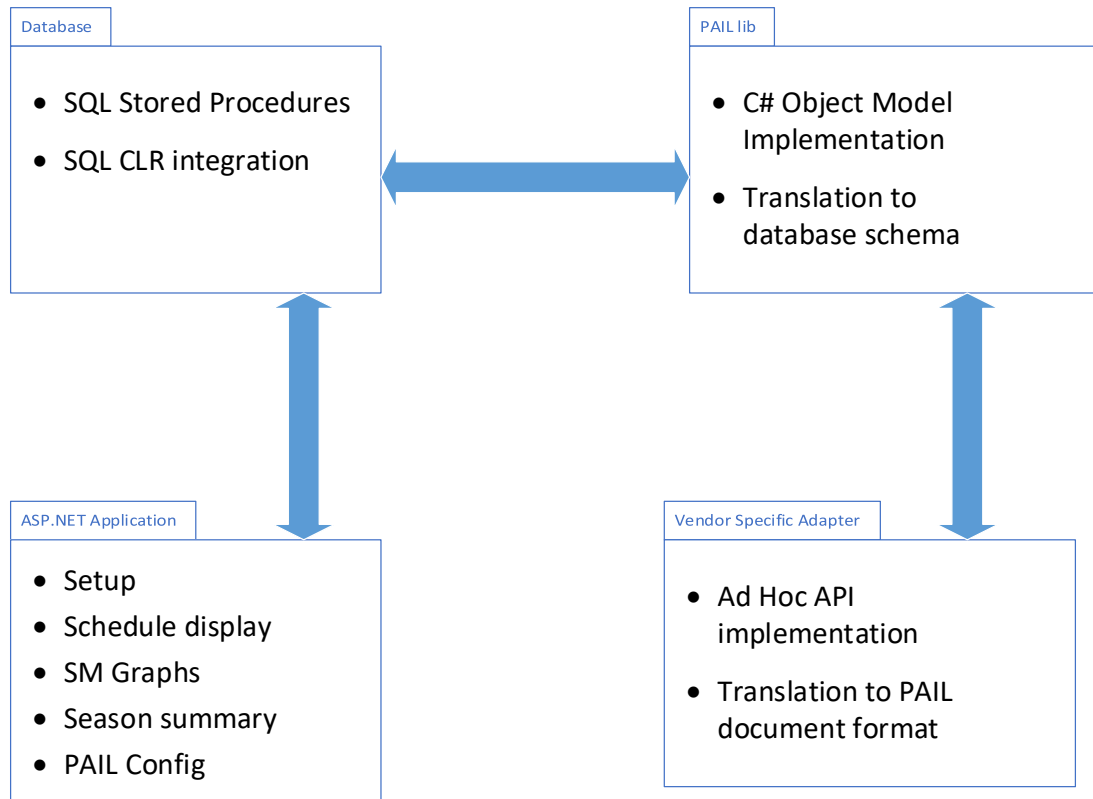 Database
• SQL Stored Procedures
• SQL CLR integration
PAIL lib
• C# Object Model
Implementation
• Translation to
database schema
ASP.NET Application
• Setup
• Schedule display
• SM Graphs
• Season summary
• PAIL Config
Vendor Specific Adapter
• Ad Hoc API
implementation
• Translation to PAIL
document format